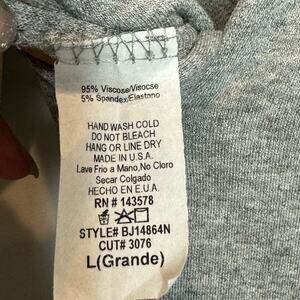 95% Viscose/Visocse
5% Spandex/Elastano
HAND WASH COLD
DO NOT BLEACH
HANG OR LINE DRY
MADE IN U.S.A.
Lave Frio a Mano, No Cloro
Secar Colgado
HECHO EN E.U.A.
RN # 143578
STYLE# BJ14864N
CUT# 3076
L(Grande)